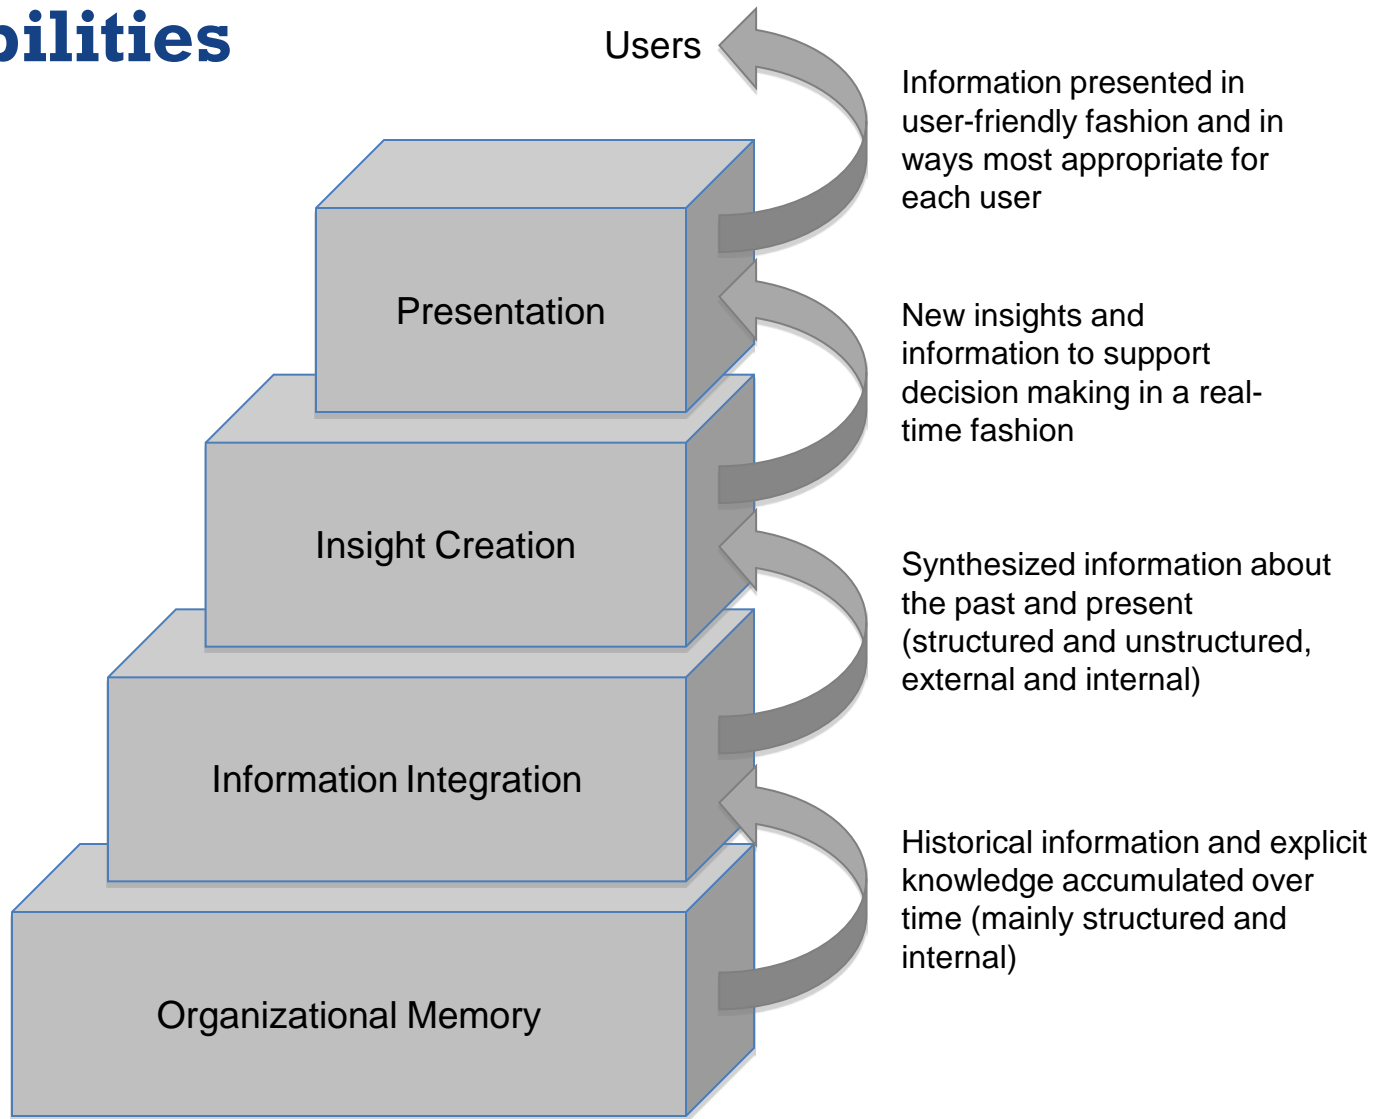 bilities
Users
Information presented in
user-friendly fashion and in
ways most appropriate for
each user
Presentation
New insights and
information to support
decision making in a real-
time fashion
Insight Creation
Synthesized information about
the past and present
(structured and unstructured,
external and internal)
Information Integration
Historical information and explicit
knowledge accumulated over
time (mainly structured and
internal)
Organizational Memory